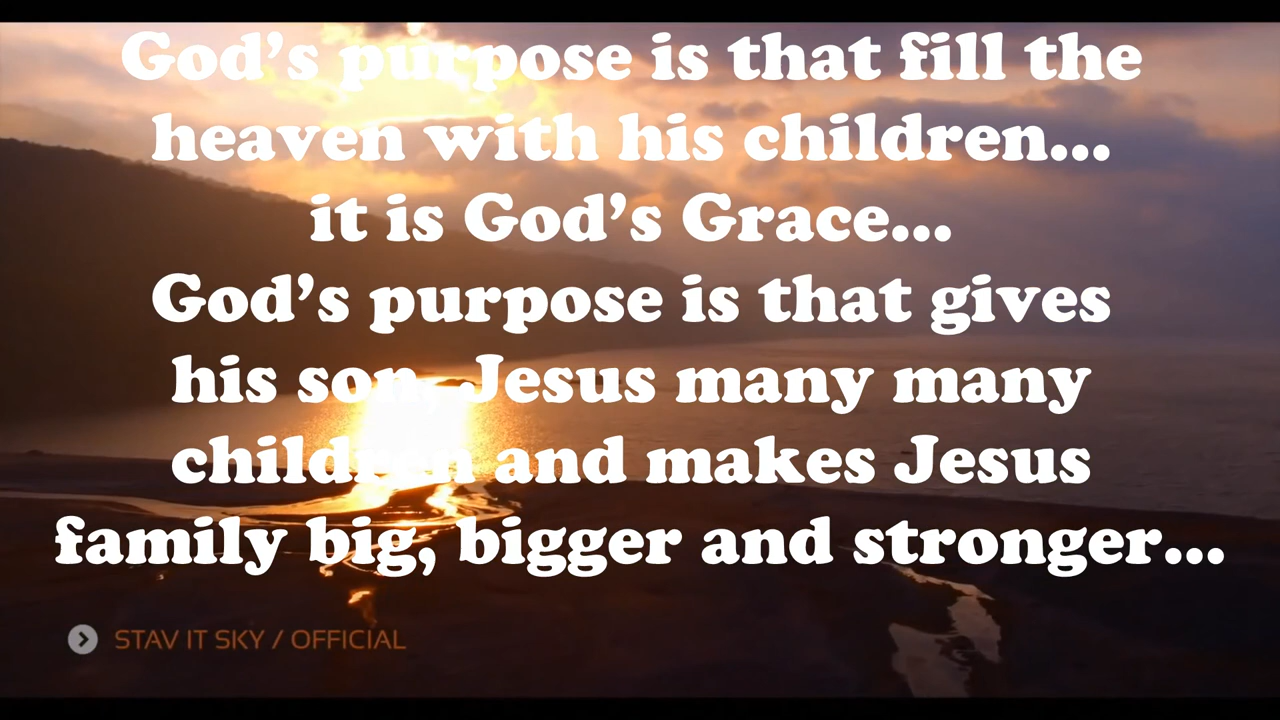 God’s purpose is that fill the
heaven with his children...
it is God’s Grace...
God’s purpose is that gives
his son, Jesus many many
children and makes Jesus
family big, bigger and stronger...
STAV IT SKY / OFFICIAL